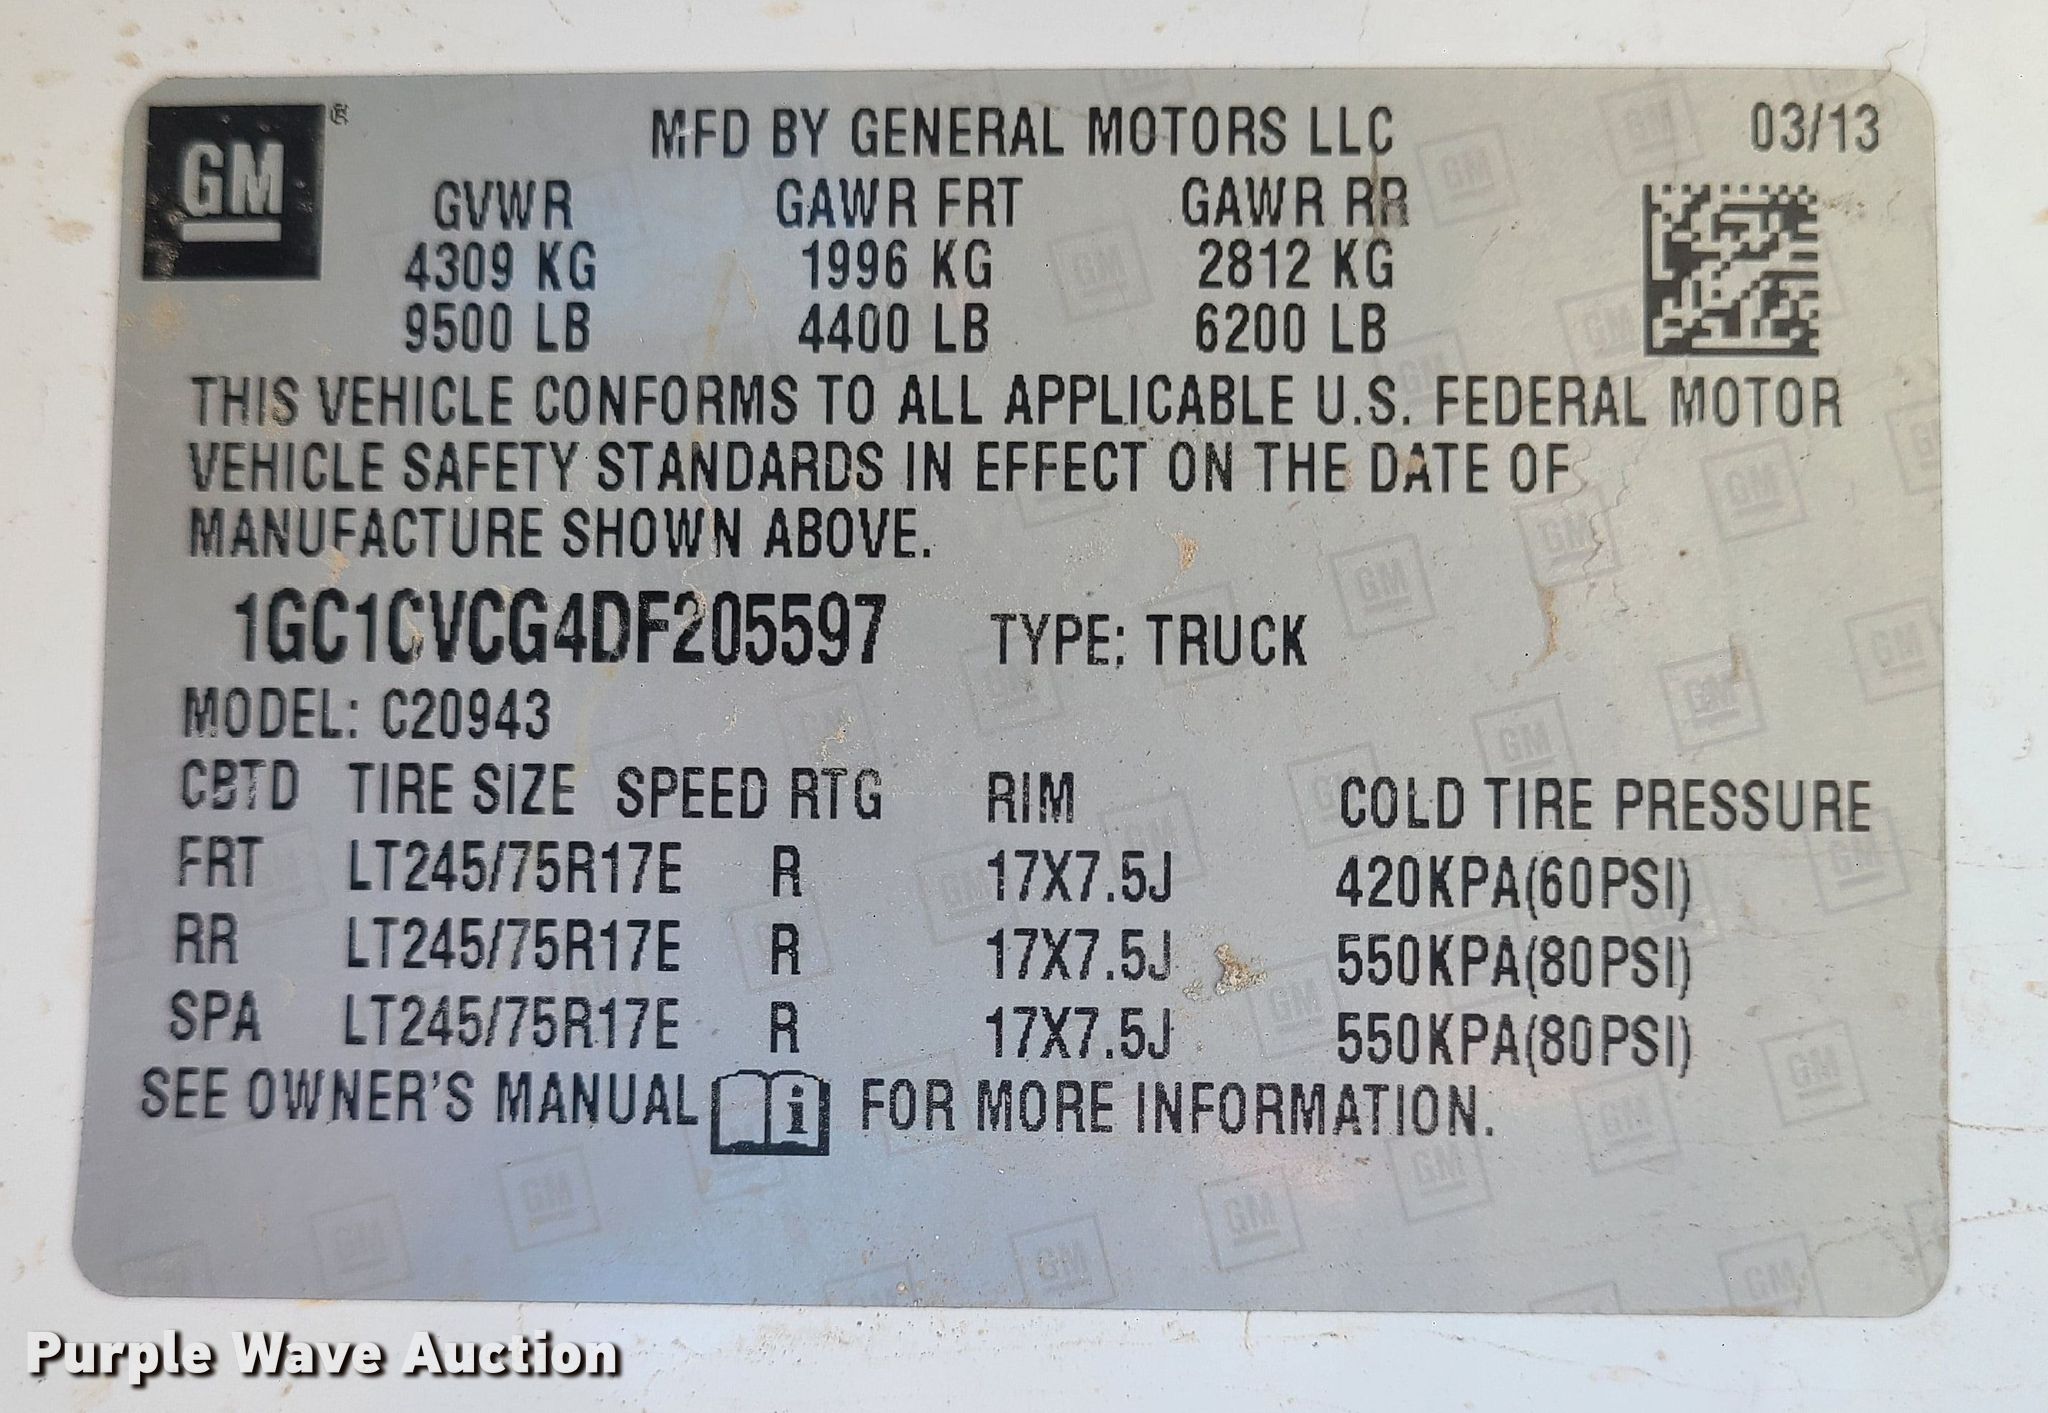 GM
MFD BY GENERAL MOTORS LLC 03/13
GVWR GAWR FRT GAWR RR
4309 KG 1996 KG 2812 KG
9500 LB 4400 LB 6200 LB
THIS VEHICLE CONFORMS TO ALL APPLICABLE U.S. FEDERAL MOTOR
VEHICLE SAFETY STANDARDS IN EFFECT ON THE DATE OF
MANUFACTURE SHOWN ABOVE.
1GC1CVCG4DF205597 TYPE: TRUCK
MODEL: C20943
CBTD TIRE SIZE SPEED RTG RIM COLD TIRE PRESSURE
FRT LT245/75R17E R 17X7.5J 420KPA(60PSI)
RR LT245/75R17E R 17X7.5J 550KPA(80PSI)
SPA LT245/75R17E R 17X7.5J 550KPA(80PSI)
SEE OWNER'S MANUAL i FOR MORE INFORMATION.
Purple Wave Auction